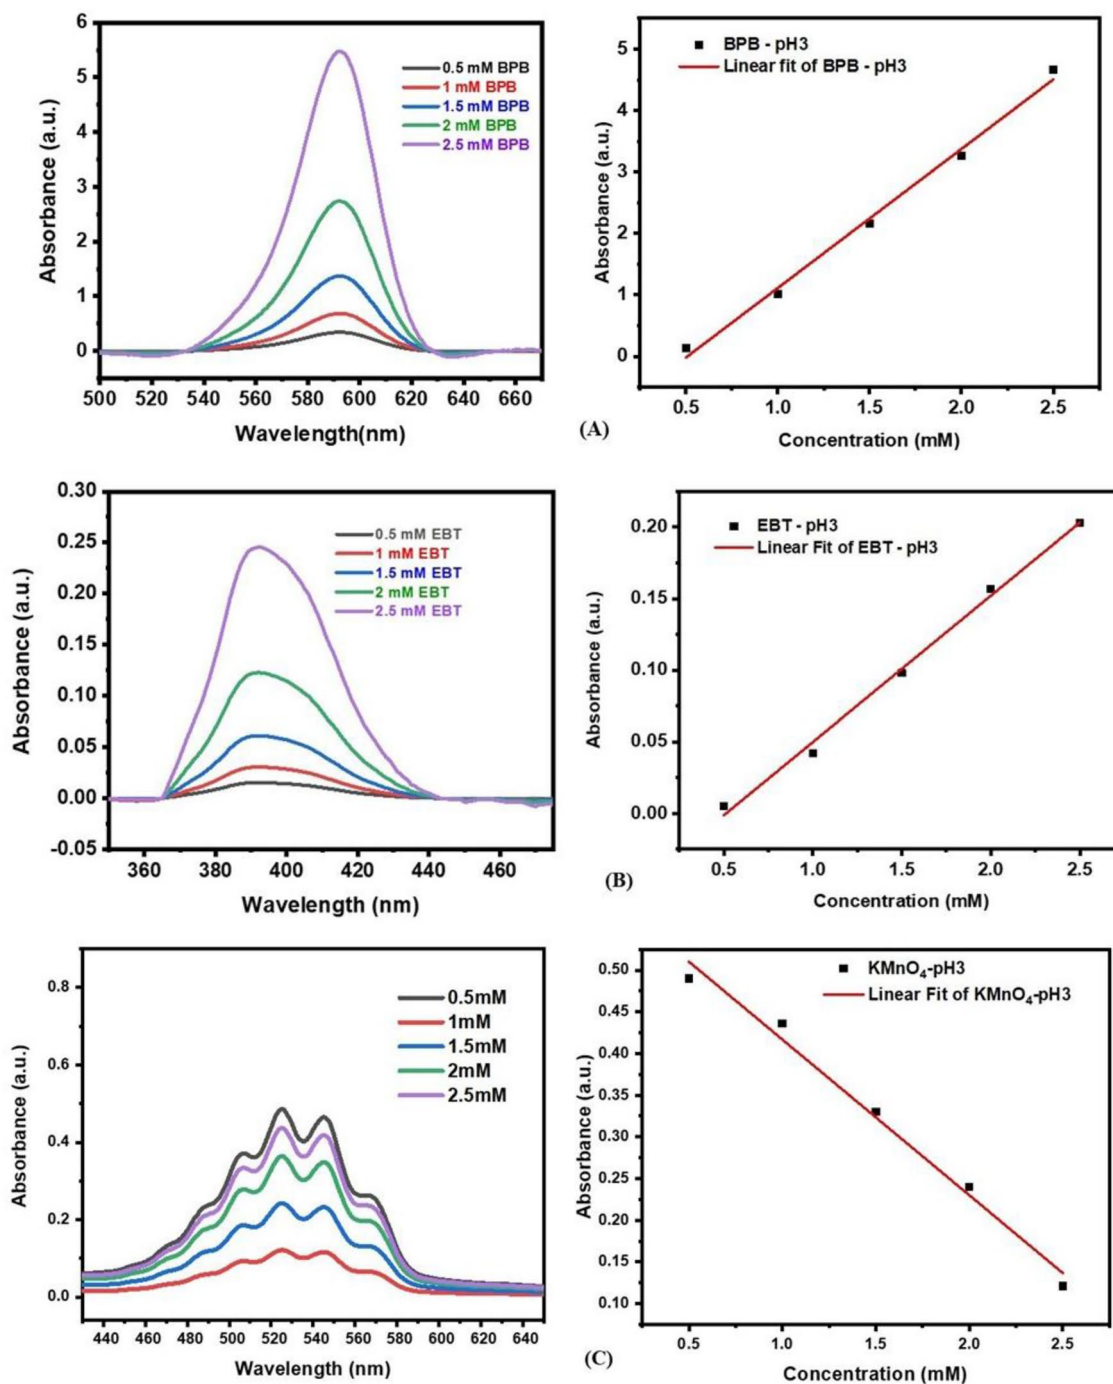 6
5
4
3
2
1
0
Absorbance (a.u.)
0.5 mM BPB
1 mM BPB
1.5 mM BPB
2 mM BPB
2.5 mM BPB
500 520 540 560 580 600 620 640 660
Wavelength(nm)
5
4
3
2
1
0
Absorbance (a.u.)
BPB - pH3
Linear fit of BPB - pH3
0.5 1.0 1.5 2.0 2.5
Concentration (mM)
(A)
0.30
0.25
0.20
0.15
0.10
0.05
0.00
-0.05
Absorbance (a.u.)
0.5 mM EBT
1 mM EBT
1.5 mM EBT
2 mM EBT
2.5 mM EBT
360 380 400 420 440 460
Wavelength (nm)
0.20
0.15
0.10
0.05
0.00
Absorbance (a.u.)
EBT - pH3
Linear Fit of EBT - pH3
0.5 1.0 1.5 2.0 2.5
Concentration (mM)
(B)
0.8
0.6
0.4
0.2
0.0
Absorbance (a.u.)
0.5mM
1mM
1.5mM
2mM
2.5mM
440 460 480 500 520 540 560 580 600 620 640
Wavelength (nm)
0.50
0.45
0.40
0.35
0.30
0.25
0.20
0.15
0.10
Absorbance (a.u.)
KMnO₄-pH3
Linear Fit of KMnO₄-pH3
0.5 1.0 1.5 2.0 2.5
Concentration (mM)
(C)